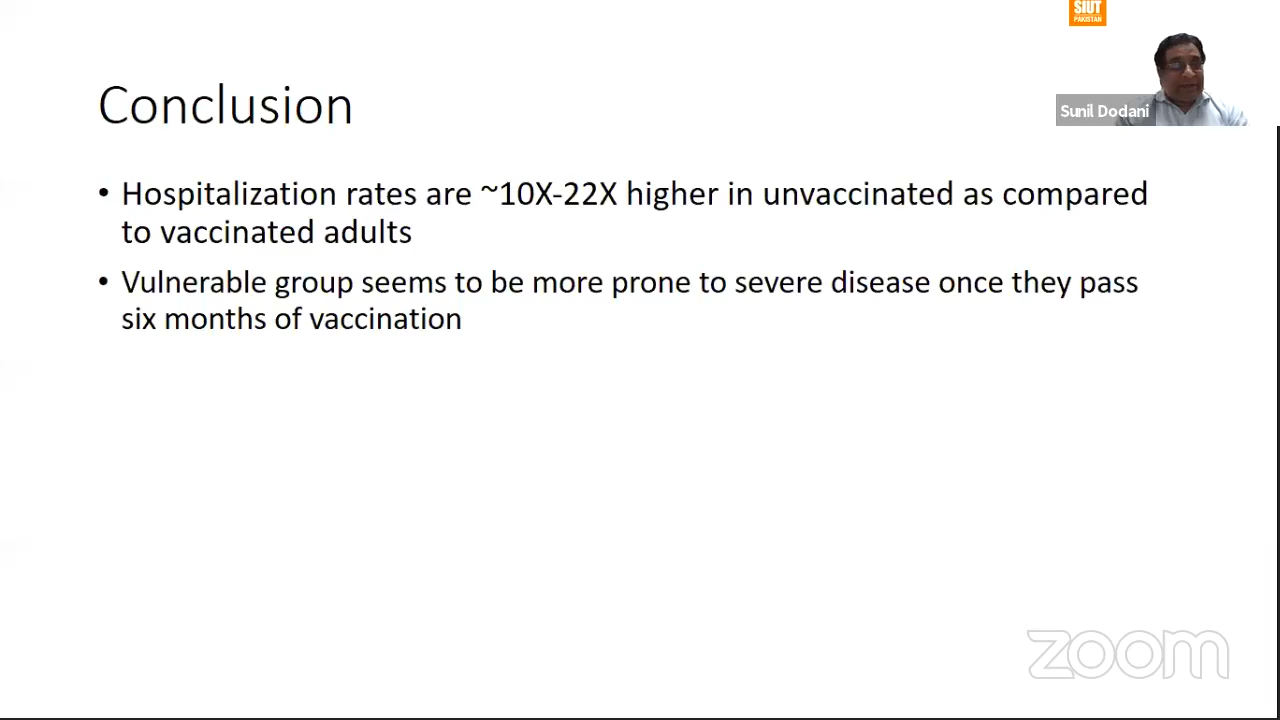 SIUT
PAKISTAN
Sunil Dodani
Conclusion
• Hospitalization rates are ~10X-22X higher in unvaccinated as compared
to vaccinated adults
• Vulnerable group seems to be more prone to severe disease once they pass
six months of vaccination
zoom